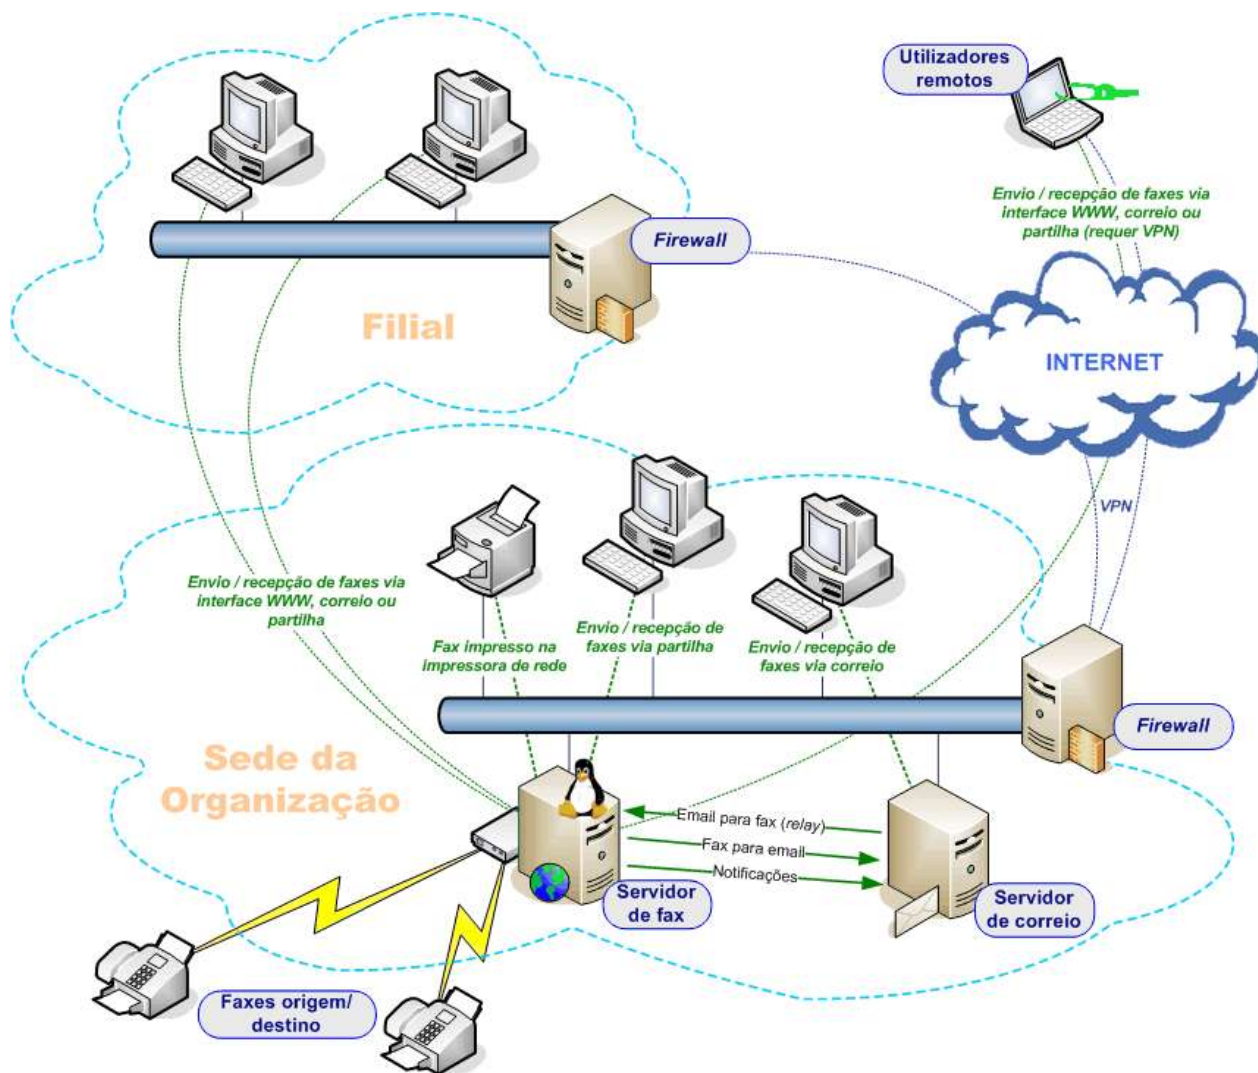 Utilizadores
remotos
Envio / recepção de faxes via
interface WWW, correio ou
partilha (requer VPN)
Firewall
Filial
INTERNET
VPN
Envio / recepção de faxes via
interface WWW, correio ou
partilha
Fax impresso na
impressora de rede
Envio / recepção de
faxes via partilha
Envio / recepção de
faxes via correio
Firewall
Sede da
Organização
Email para fax (relay)
Fax para email
Notificações
Servidor
de fax
Servidor
de correio
Faxes origem/
destino